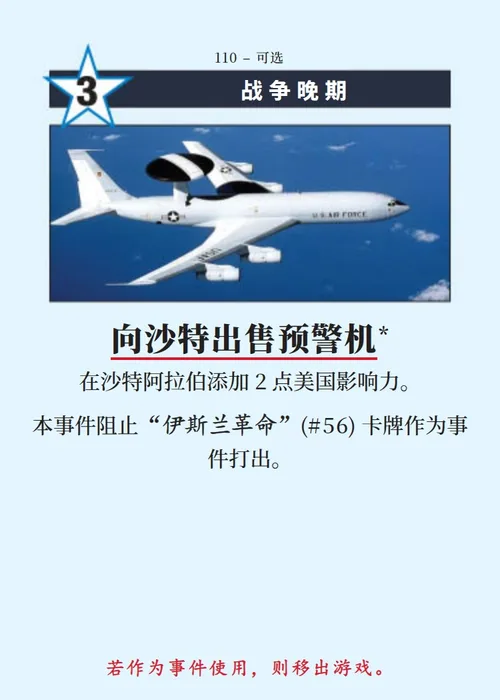 110 – 可选
3
战争晚期
U.S. AIR FORCE
向沙特出售预警机*
在沙特阿拉伯添加 2 点美国影响力。
本事件阻止“伊斯兰革命”(#56) 卡牌作为事
件打出。
若作为事件使用，则移出游戏。